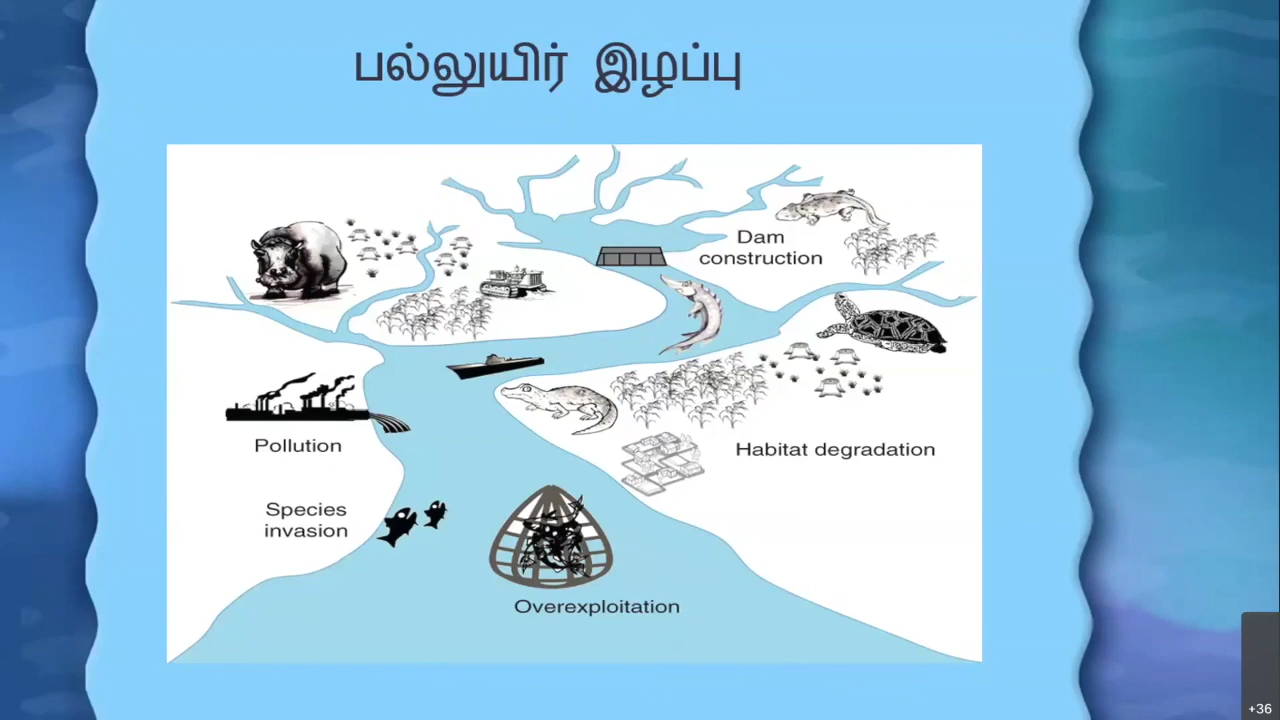 பல்லுயிர் இழப்பு
Dam
construction
Pollution
Habitat degradation
Species
invasion
Overexploitation
+36